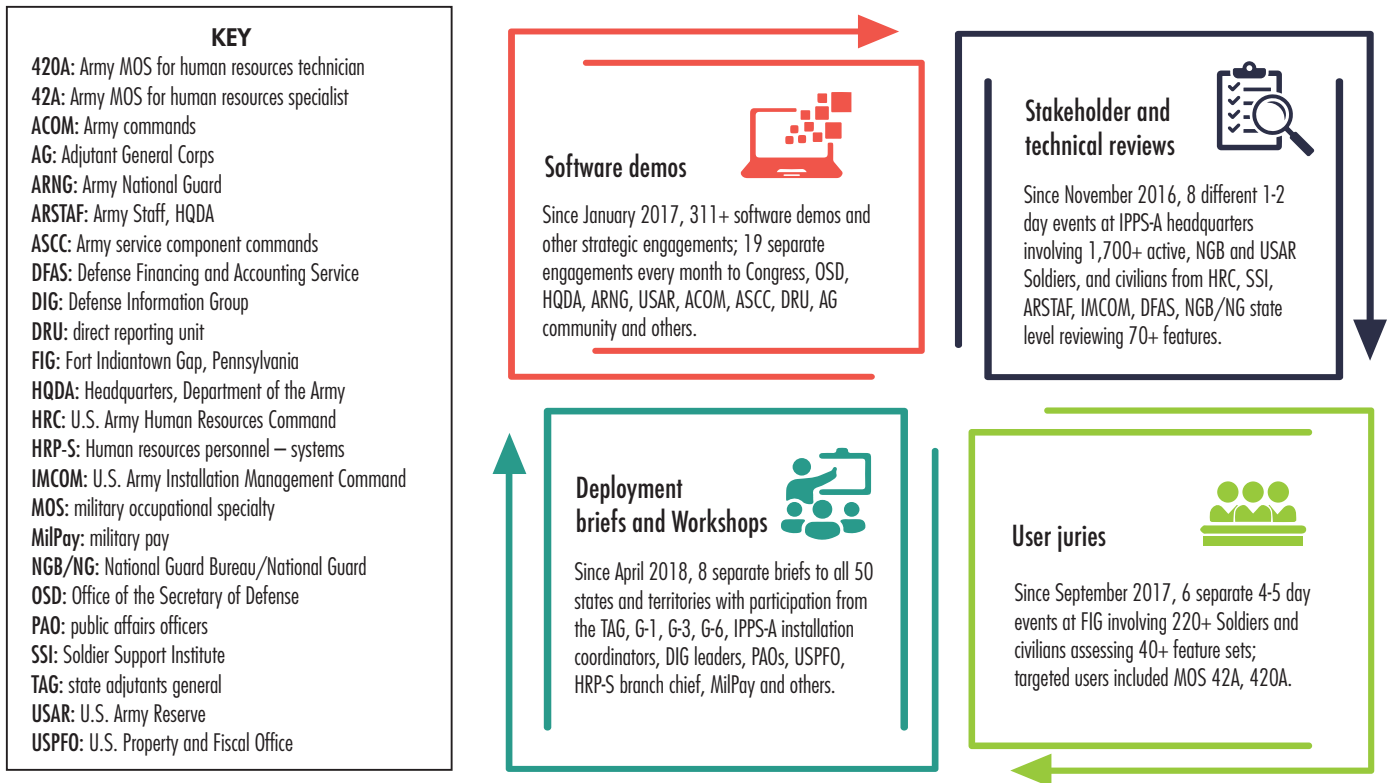 KEY
420A: Army MOS for human resources technician
42A: Army MOS for human resources specialist
ACOM: Army commands
AG: Adjutant General Corps
ARNG: Army National Guard
ARSTAF: Army Staff, HQDA
ASCC: Army service component commands
DFAS: Defense Financing and Accounting Service
DIG: Defense Information Group
DRU: direct reporting unit
FIG: Fort Indiantown Gap, Pennsylvania
HQDA: Headquarters, Department of the Army
HRC: U.S. Army Human Resources Command
HRP-S: Human resources personnel – systems
IMCOM: U.S. Army Installation Management Command
MOS: military occupational specialty
MilPay: military pay
NGB/NG: National Guard Bureau/National Guard
OSD: Office of the Secretary of Defense
PAO: public affairs officers
SSI: Soldier Support Institute
TAG: state adjutants general
USAR: U.S. Army Reserve
USPFO: U.S. Property and Fiscal Office
Software demos
Since January 2017, 311+ software demos and
other strategic engagements; 19 separate
engagements every month to Congress, OSD,
HQDA, ARNG, USAR, ACOM, ASCC, DRU, AG
community and others.
Stakeholder and
technical reviews
Since November 2016, 8 different 1-2
day events at IPPS-A headquarters
involving 1,700+ active, NGB and USAR
Soldiers, and civilians from HRC, SSI,
ARSTAF, IMCOM, DFAS, NGB/NG state
level reviewing 70+ features.
Deployment
briefs and Workshops
Since April 2018, 8 separate briefs to all 50
states and territories with participation from
the TAG, G-1, G-3, G-6, IPPS-A installation
coordinators, DIG leaders, PAOs, USPFO,
HRP-S branch chief, MilPay and others.
User juries
Since September 2017, 6 separate 4-5 day
events at FIG involving 220+ Soldiers and
civilians assessing 40+ feature sets;
targeted users included MOS 42A, 420A.